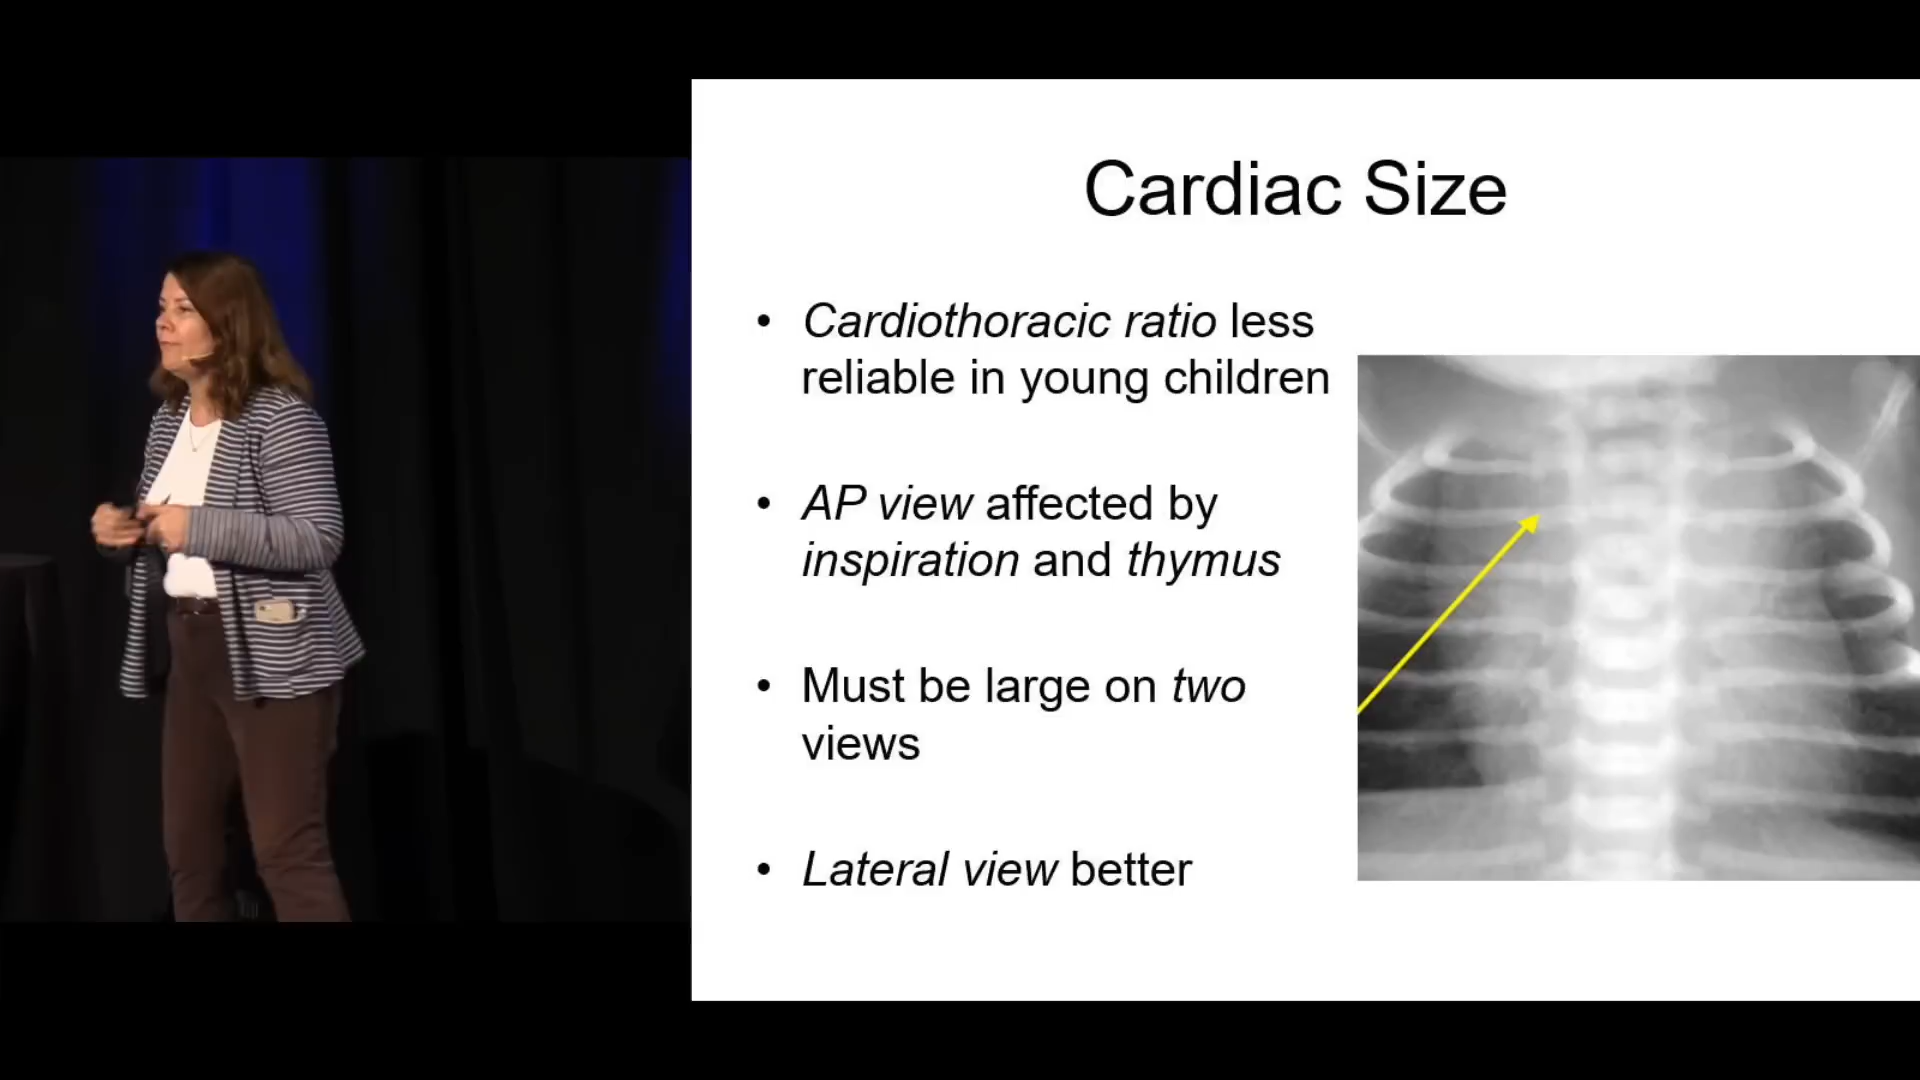 Cardiac Size
• Cardiothoracic ratio less
reliable in young children
• AP view affected by
inspiration and thymus
• Must be large on two
views
• Lateral view better